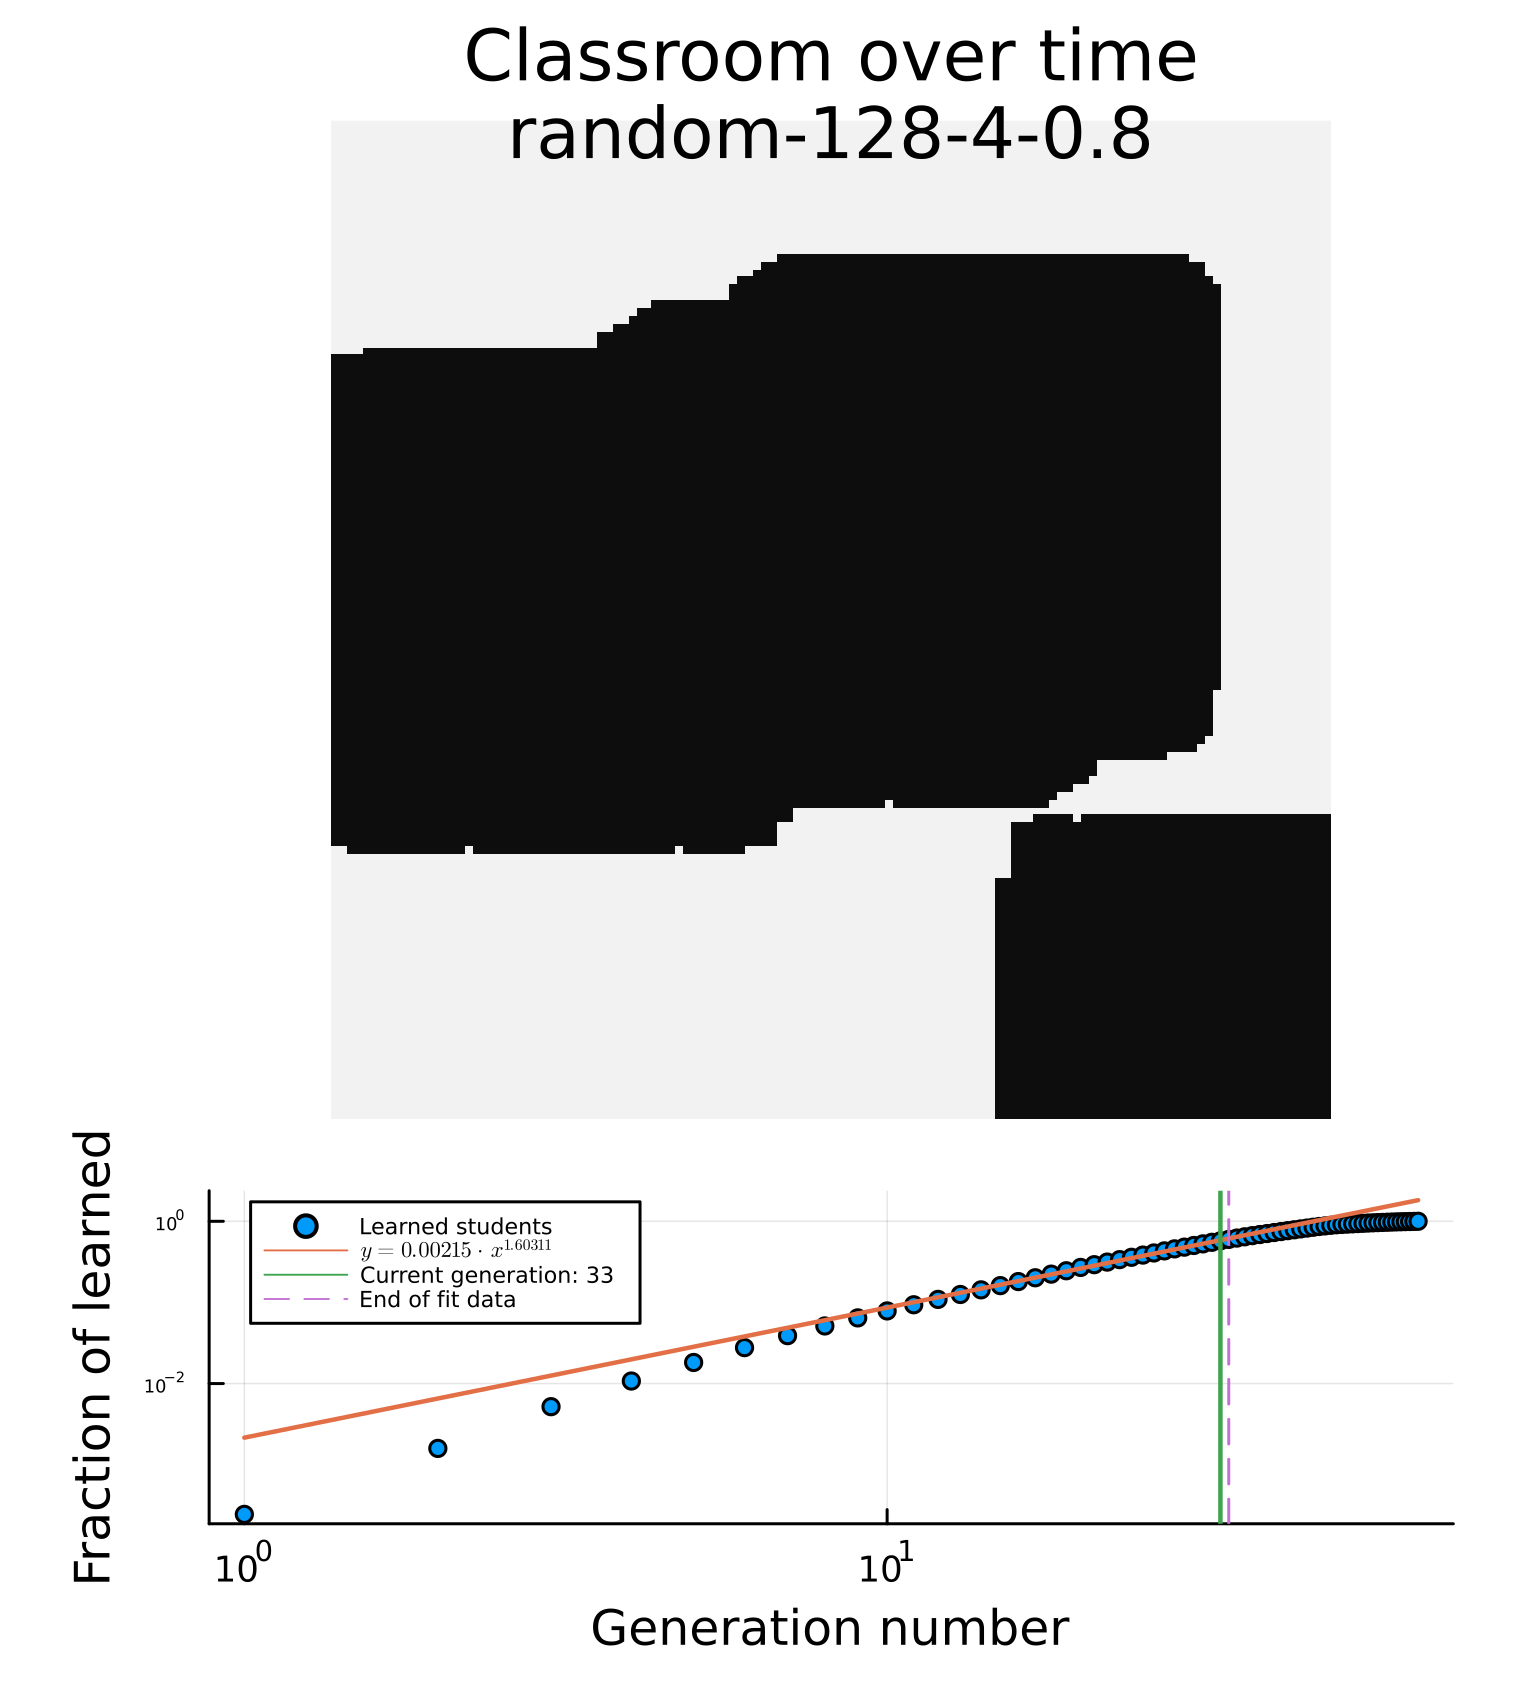 Classroom over time
random-128-4-0.8
Fraction of learned
10^0
10^-2
Learned students
y = 0.00215 · x^1.60311
Current generation: 33
End of fit data
10^0
10^1
Generation number